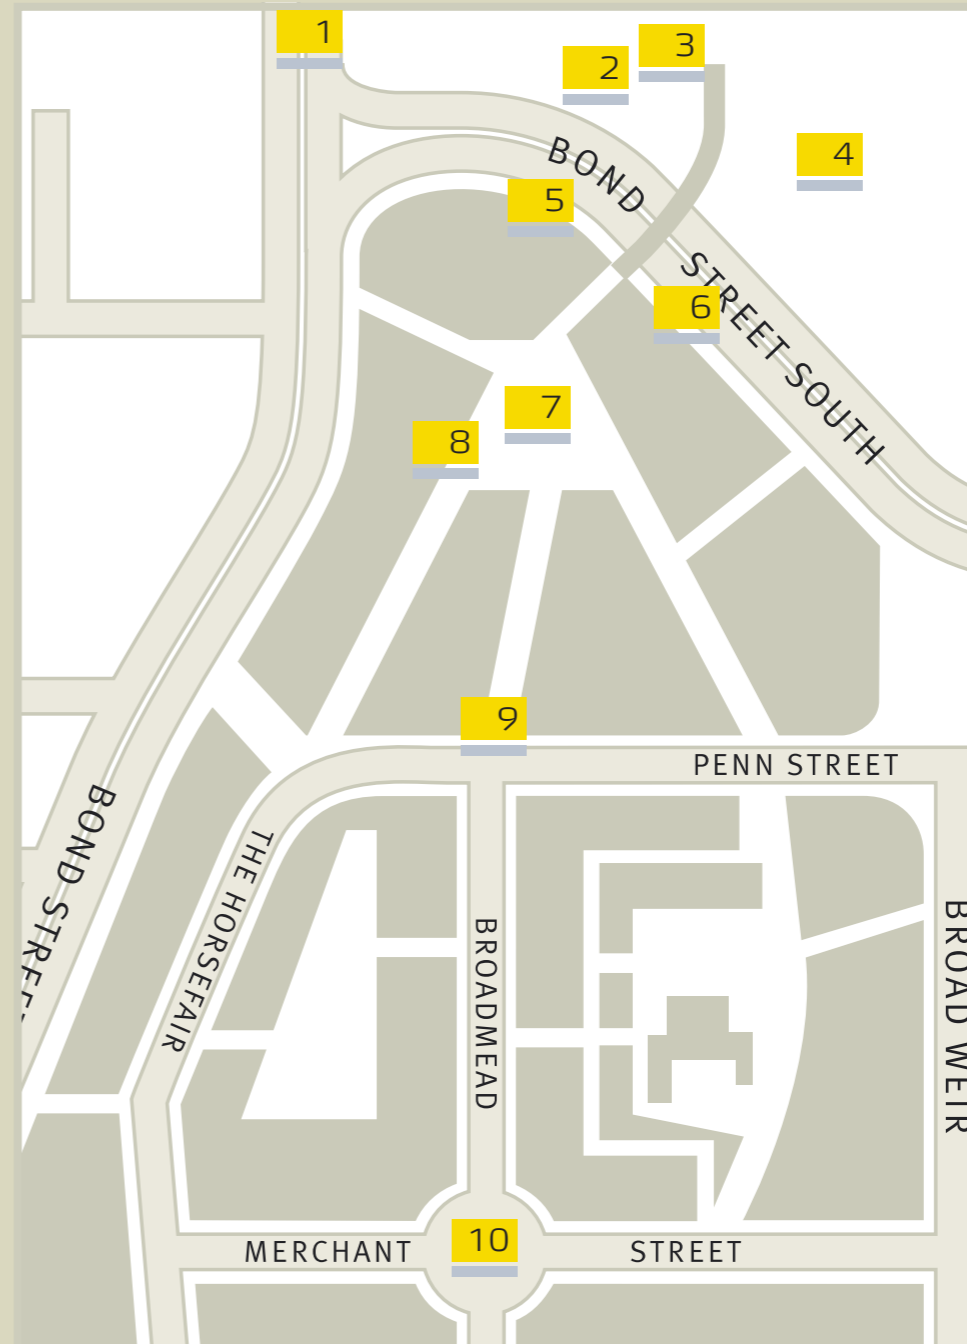 1
2
3
4
BOND
5
STREET SOUTH
6
7
8
9
PENN STREET
BOND STREET
THE HORSEFAIR
BROADMEAD
BROAD WEIR
MERCHANT
10
STREET